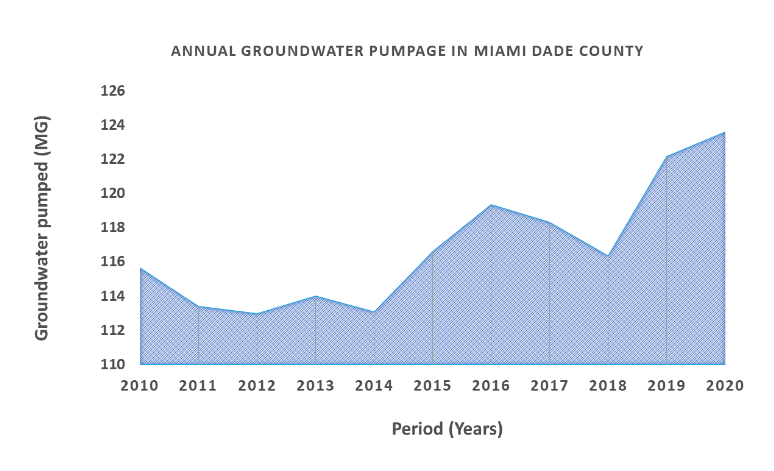 ANNUAL GROUNDWATER PUMPAGE IN MIAMI DADE COUNTY
Groundwater pumped (MG)
126
124
122
120
118
116
114
112
110
2010 2011 2012 2013 2014 2015 2016 2017 2018 2019 2020
Period (Years)